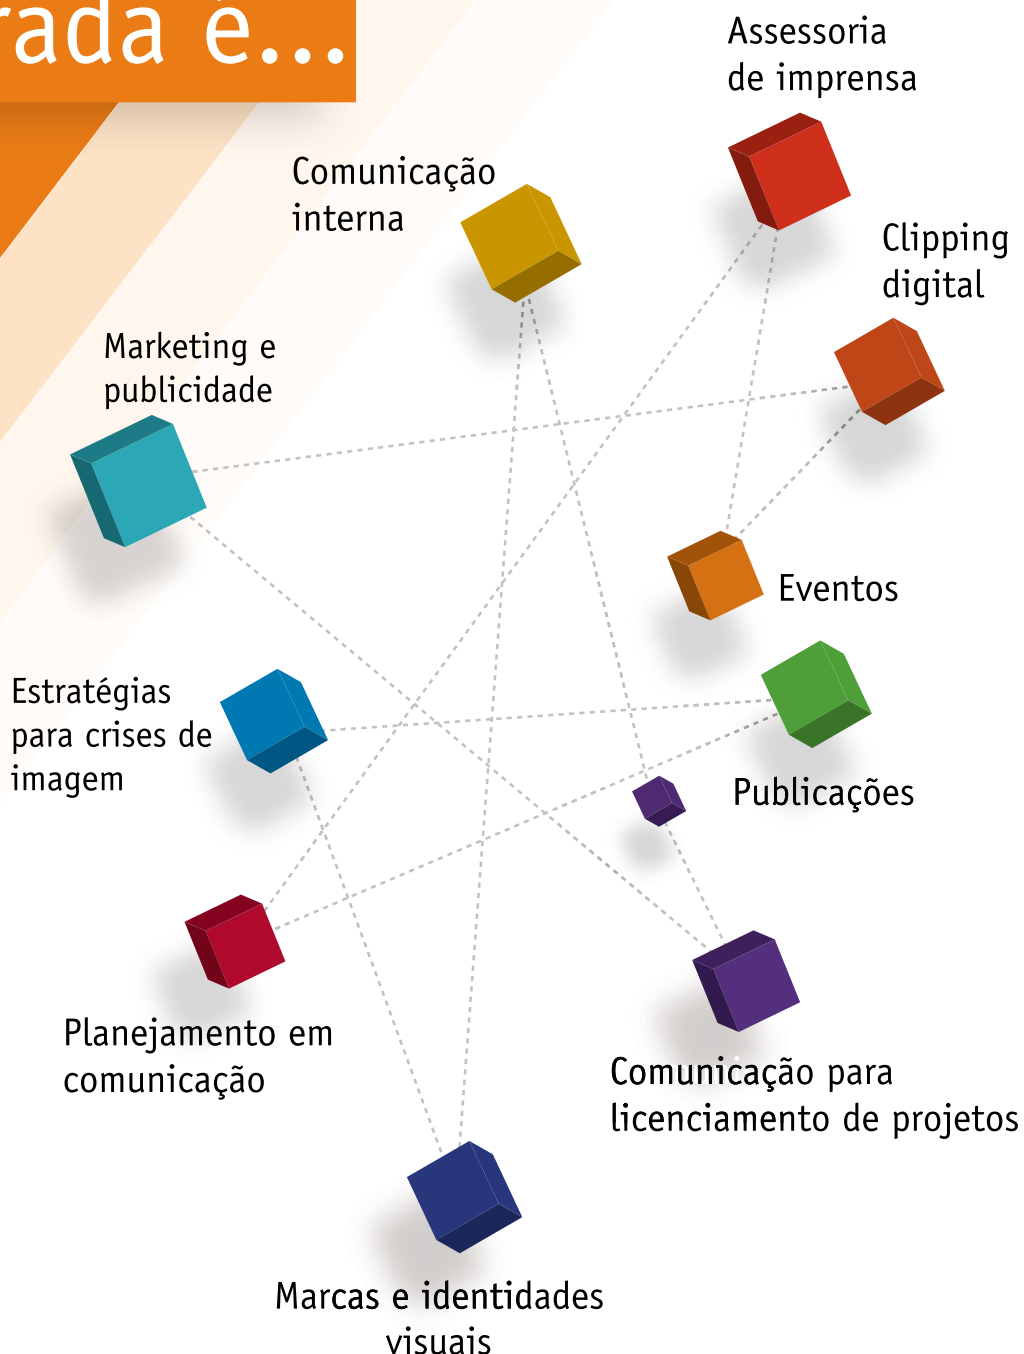 rada é...
Assessoria
de imprensa
Comunicação
interna
Clipping
digital
Marketing e
publicidade
Eventos
Estratégias
para crises de
imagem
Publicações
Planejamento em
comunicação
Comunicação para
licenciamento de projetos
Marcas e identidades
visuais